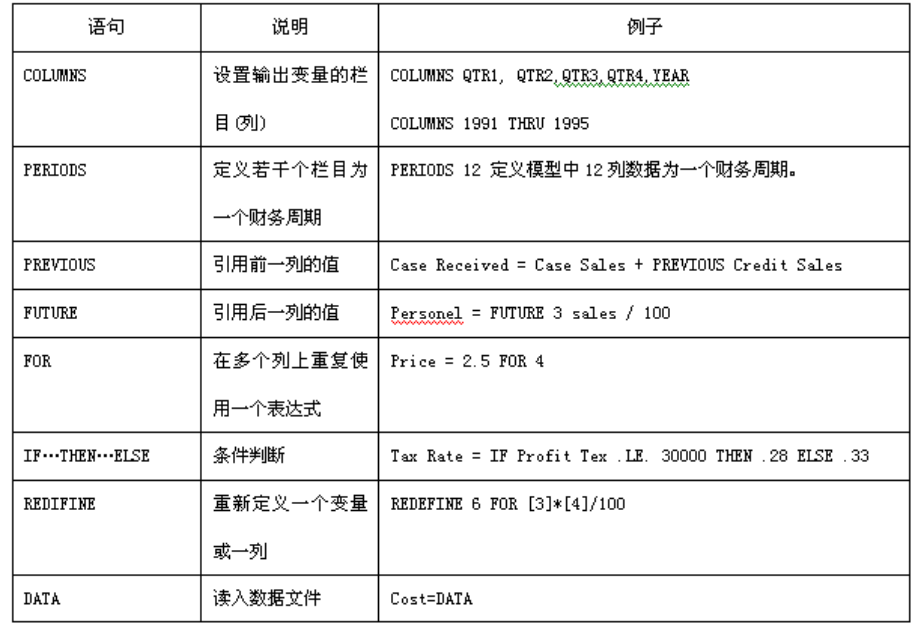 语句 说明 例子
COLUMNS 设置输出变量的栏 COLUMNS QTR1, QTR2,QTR3,QTR4,YEAR
目(列) COLUMNS 1991 THRU 1995
PERIODS 定义若干个栏目为 PERIODS 12 定义模型中 12 列数据为一个财务周期。
一个财务周期
PREVIOUS 引用前一列的值 Case Received = Case Sales + PREVIOUS Credit Sales
FUTURE 引用后一列的值 Personel = FUTURE 3 sales / 100
FOR 在多个列上重复使 Price = 2.5 FOR 4
用一个表达式
IF…THEN…ELSE 条件判断 Tax Rate = IF Profit Tex .LE. 30000 THEN .28 ELSE .33
REDIFINE 重新定义一个变量 REDEFINE 6 FOR [3]*[4]/100
或一列
DATA 读入数据文件 Cost=DATA